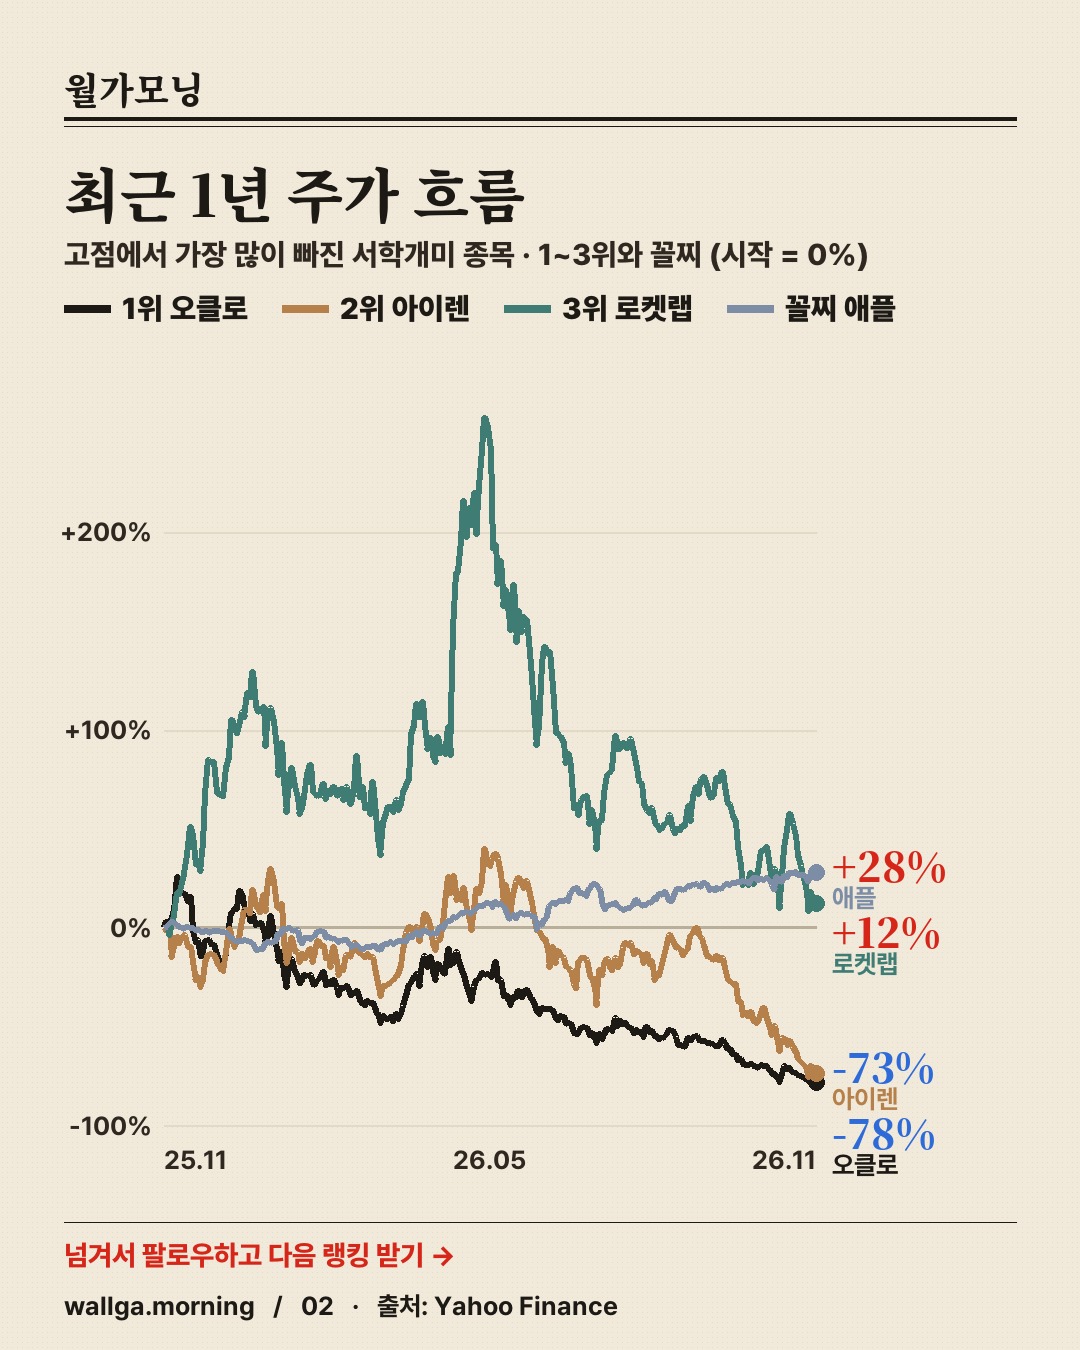 월가모닝
최근 1년 주가 흐름
고점에서 가장 많이 빠진 서학개미 종목 · 1~3위와 꼴찌 (시작 = 0%)
1위 오클로 2위 아이렌 3위 로켓랩 꼴찌 애플
+200%
+100%
0%
-100%
+28%
애플
+12%
로켓랩
-73%
아이렌
-78%
오클로
25.11 26.05 26.11
넘겨서 팔로우하고 다음 랭킹 받기 →
wallga.morning / 02 · 출처: Yahoo Finance